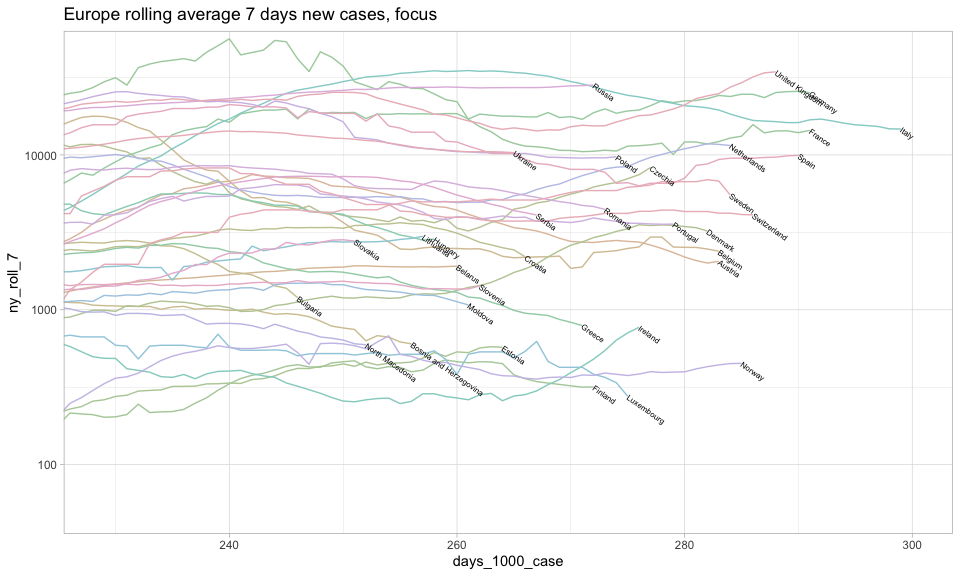 Europe rolling average 7 days new cases, focus
ny_roll_7
10000
1000
100
United Kingdom
Germany
Russia
Italy
France
Ukraine
Poland
Czechia
Netherlands
Spain
Sweden
Switzerland
Serbia
Romania
Portugal
Denmark
Belgium
Austria
Lithuania
Hungary
Slovakia
Croatia
Belarus
Slovenia
Moldova
Bulgaria
Greece
Ireland
North Macedonia
Bosnia and Herzegovina
Estonia
Norway
Finland
Luxembourg
240
260
280
300
days_1000_case